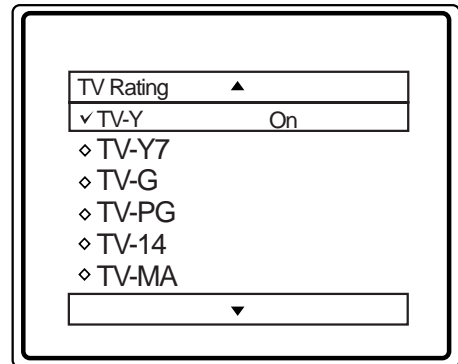 TV Rating ▲
✓ TV-Y On
⋄ TV-Y7
⋄ TV-G
⋄ TV-PG
⋄ TV-14
⋄ TV-MA
▼